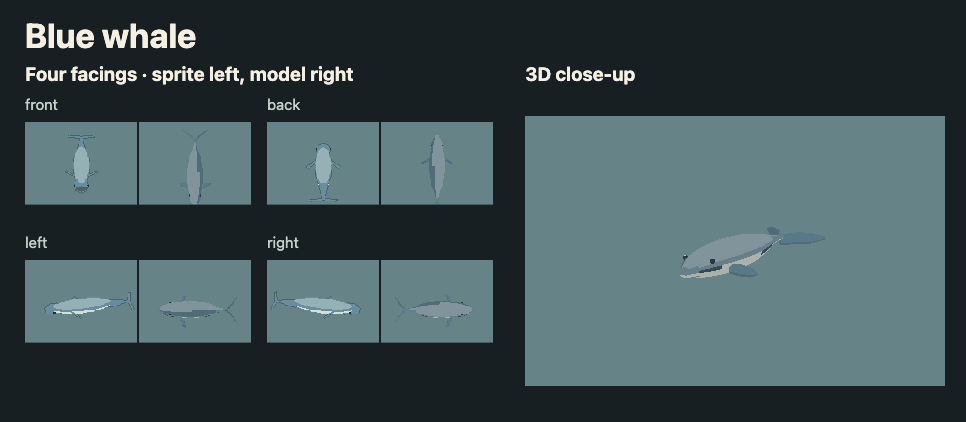 Blue whale
Four facings · sprite left, model right
3D close-up
front
back
left
right